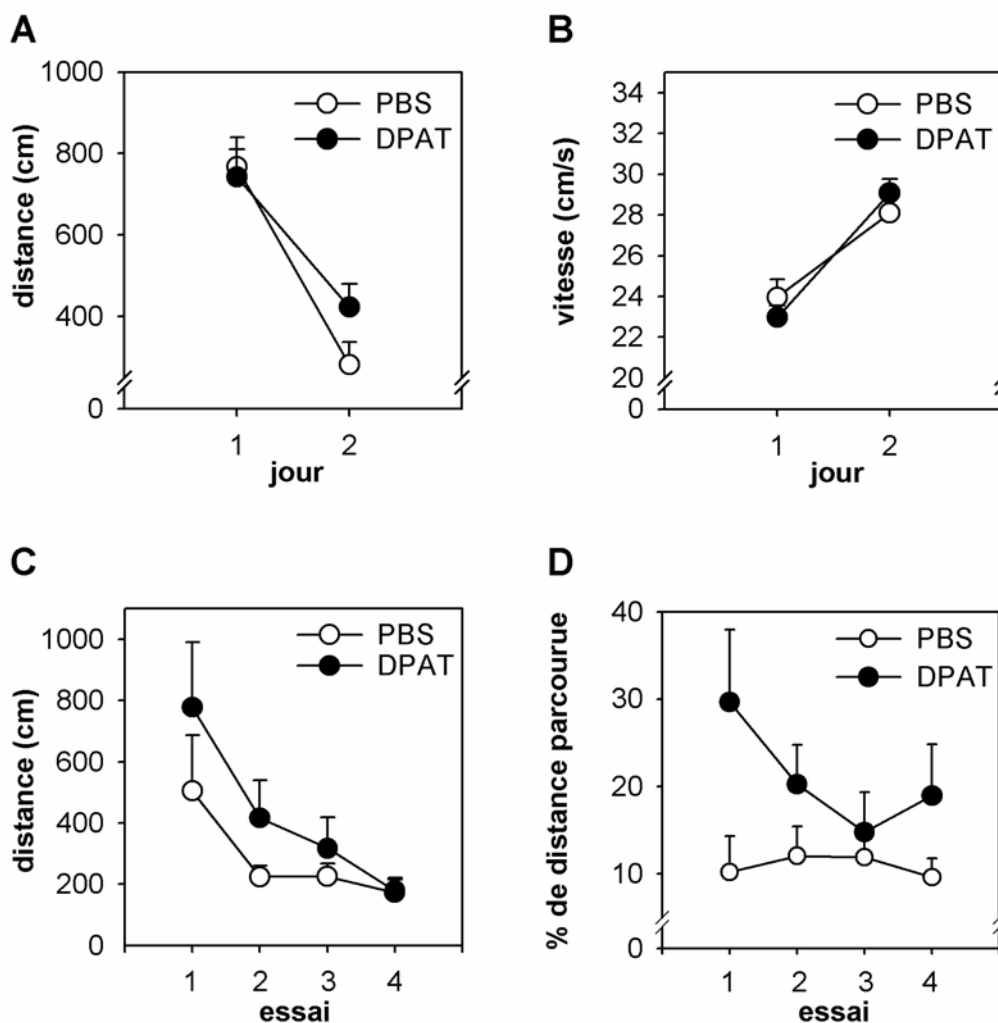 A
distance (cm)
1000
800
600
400
0
PBS
DPAT
1 2
jour
B
vitesse (cm/s)
34
32
30
28
26
24
22
20
0
PBS
DPAT
1 2
jour
C
distance (cm)
1000
800
600
400
200
0
PBS
DPAT
1 2 3 4
essai
D
% de distance parcourue
40
30
20
10
0
PBS
DPAT
1 2 3 4
essai